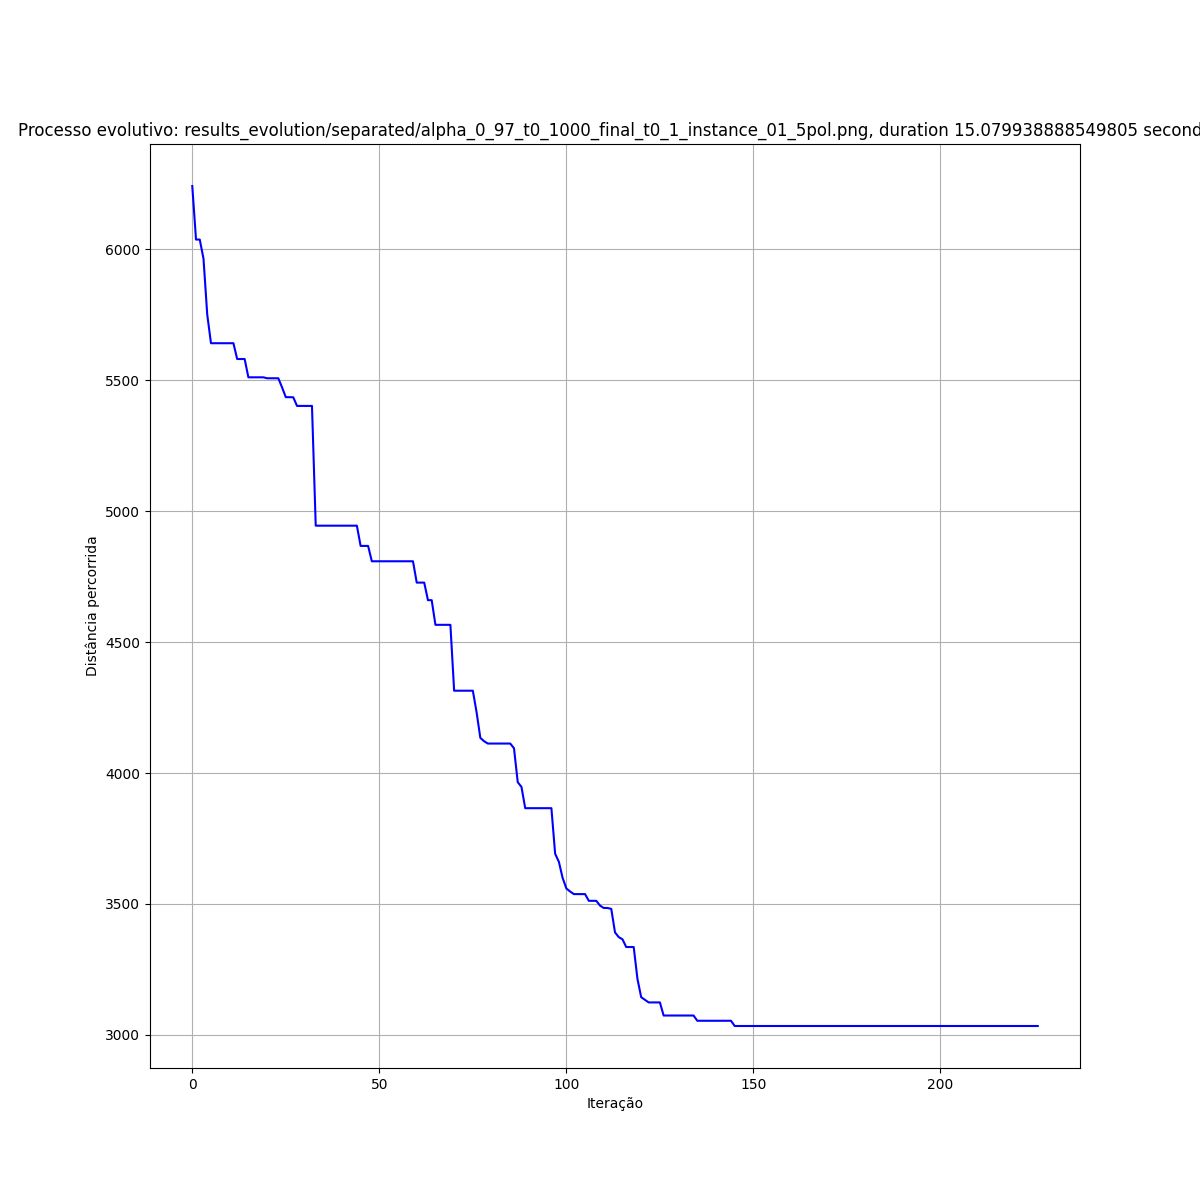 Processo evolutivo: results_evolution/separated/alpha_0_97_t0_1000_final_t0_1_instance_01_5pol.png, duration 15.079938888549805 second
6000
5500
5000
4500
4000
3500
3000
Distância percorrida
0 50 100 150 200
Iteração